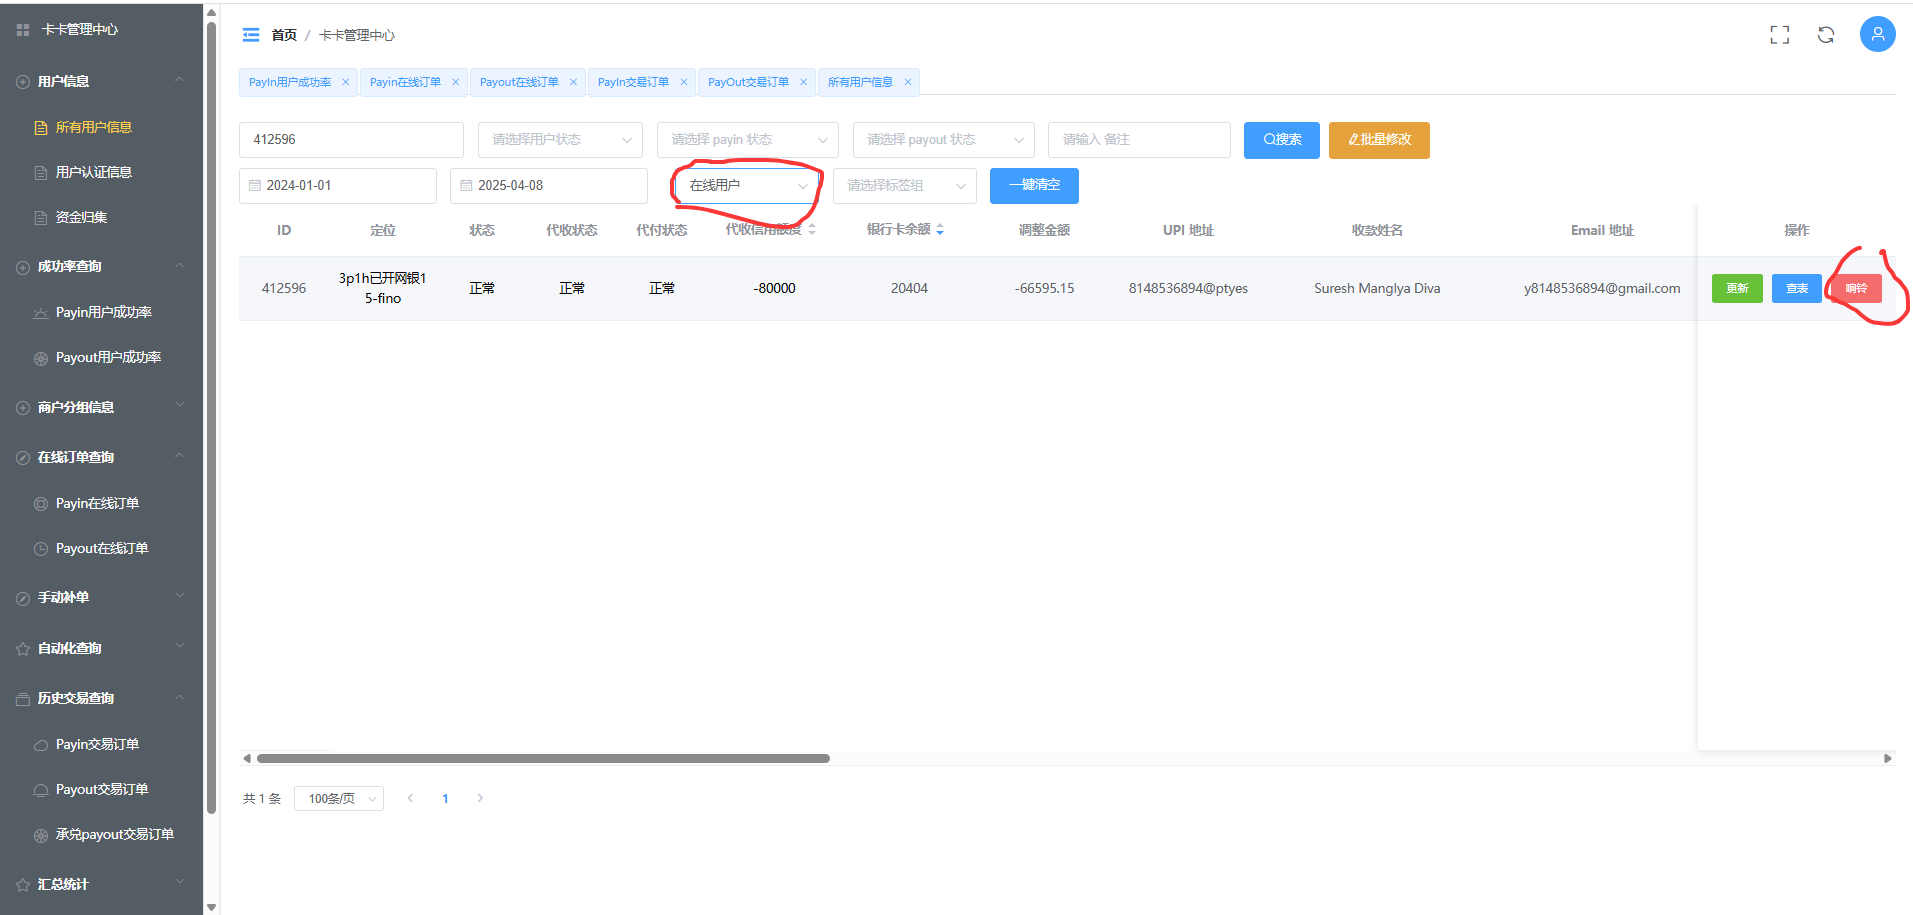 卡卡管理中心
用户信息
所有用户信息
用户认证信息
资金归集
成功率查询
Payin用户成功率
Payout用户成功率
商户分组信息
在线订单查询
Payin在线订单
Payout在线订单
手动补单
自动化查询
历史交易查询
Payin交易订单
Payout交易订单
承兑payout交易订单
汇总统计
首页 / 卡卡管理中心
PayIn用户成功率 × Payin在线订单 × Payout在线订单 × PayIn交易订单 × PayOut交易订单 × 所有用户信息 ×
412596 请选择用户状态 请选择 payin 状态 请选择 payout 状态 请输入 备注 搜索 批量修改
2024-01-01 2025-04-08 在线用户 请选择标签组 一键清空
ID 定位 状态 代收状态 代付状态 代收信用额度 银行卡余额 调整金额 UPI 地址 收款姓名 Email 地址 操作
412596 3p1h已开网银1 正常 正常 正常 -80000 20404 -66595.15 8148536894@ptyes Suresh Manglya Diva y8148536894@gmail.com 更新 查表 响铃
5-fino
共 1 条 100条/页 1